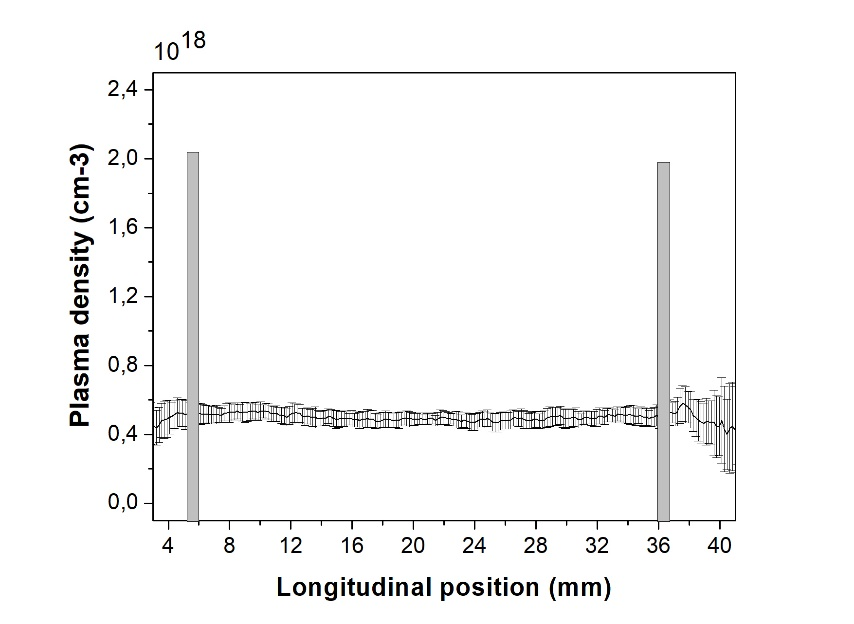 10^18
2,4
2,0
1,6
1,2
0,8
0,4
0,0
Plasma density (cm-3)
4 8 12 16 20 24 28 32 36 40
Longitudinal position (mm)